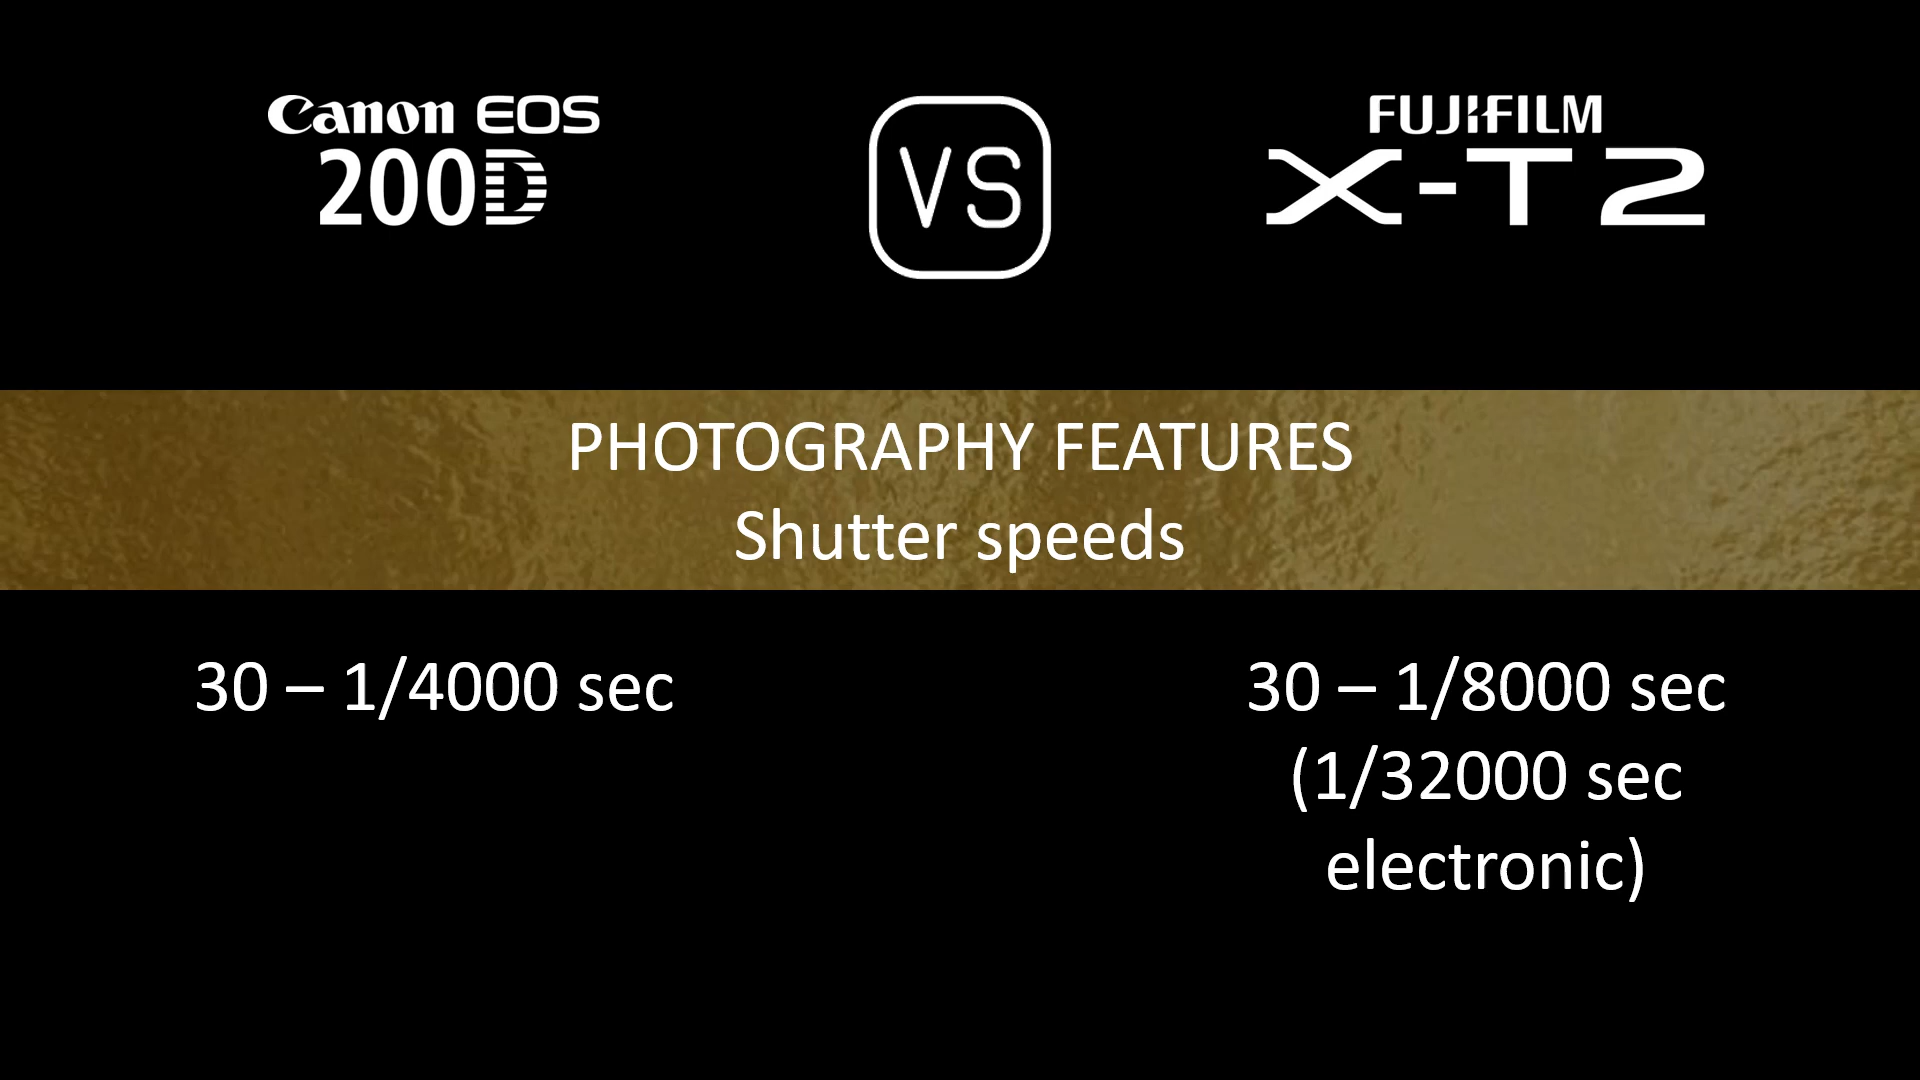 Canon EOS
200D
VS
FUJIFILM
X-T2
PHOTOGRAPHY FEATURES
Shutter speeds
30 – 1/4000 sec
30 – 1/8000 sec
(1/32000 sec
electronic)